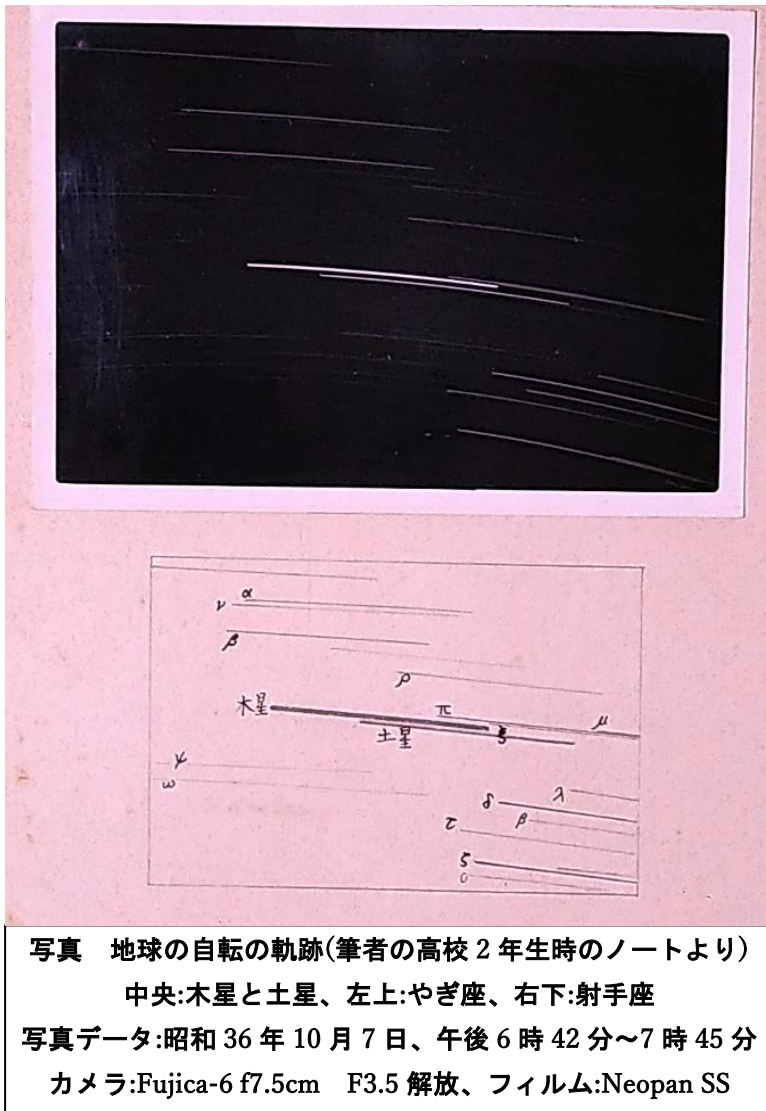 α
ν
β
ρ
木星
π
μ
土星
ξ
ψ
ω
λ
δ
β
τ
ζ
ο
写真　地球の自転の軌跡(筆者の高校2年生時のノートより)
中央:木星と土星、左上:やぎ座、右下:射手座
写真データ:昭和36年10月7日、午後6時42分～7時45分
カメラ:Fujica-6 f7.5cm　F3.5解放、フィルム:Neopan SS